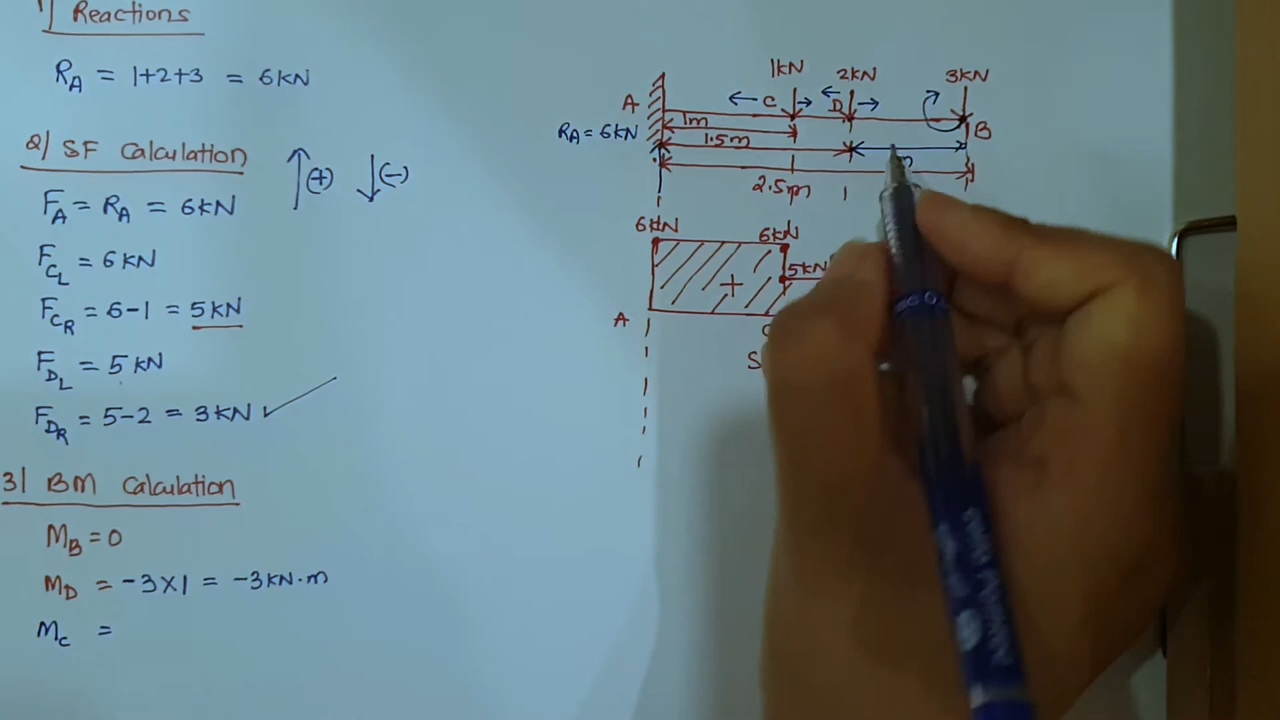 1) Reactions
RA = 1+2+3 = 6KN
2) SF Calculation
(+) (-)
FA = RA = 6KN
FCL = 6KN
FCR = 6-1 = 5KN
FDL = 5KN
FDR = 5-2 = 3KN
3) BM Calculation
MB = 0
MD = -3×1 = -3KN·m
Mc =
1KN 2KN 3KN
A C D B
RA = 6KN
1m
1.5m
2.5m
6KN 6KN
5KN
+
A
S